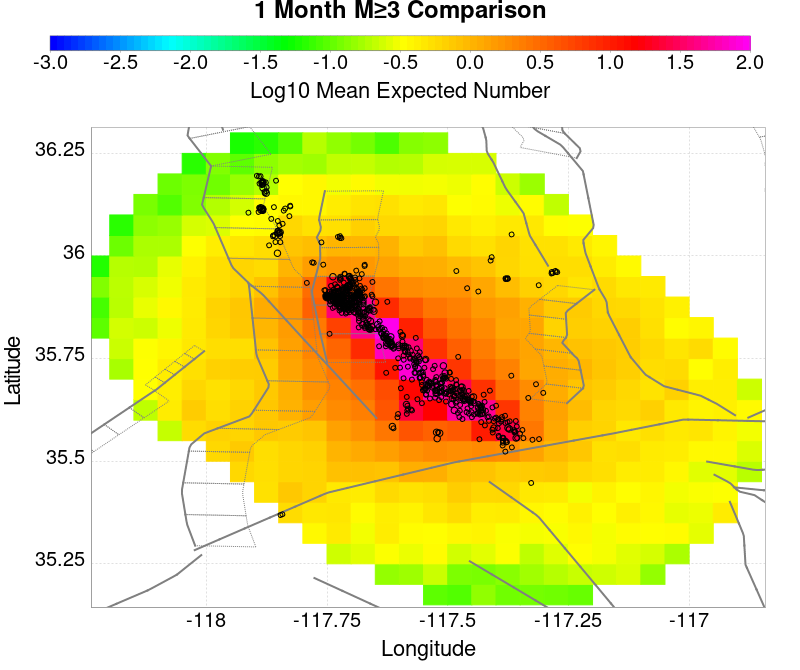 1 Month M≥3 Comparison
-3.0 -2.5 -2.0 -1.5 -1.0 -0.5 0.0 0.5 1.0 1.5 2.0
Log10 Mean Expected Number
36.25
36
35.75
35.5
35.25
Latitude
-118 -117.75 -117.5 -117.25 -117
Longitude